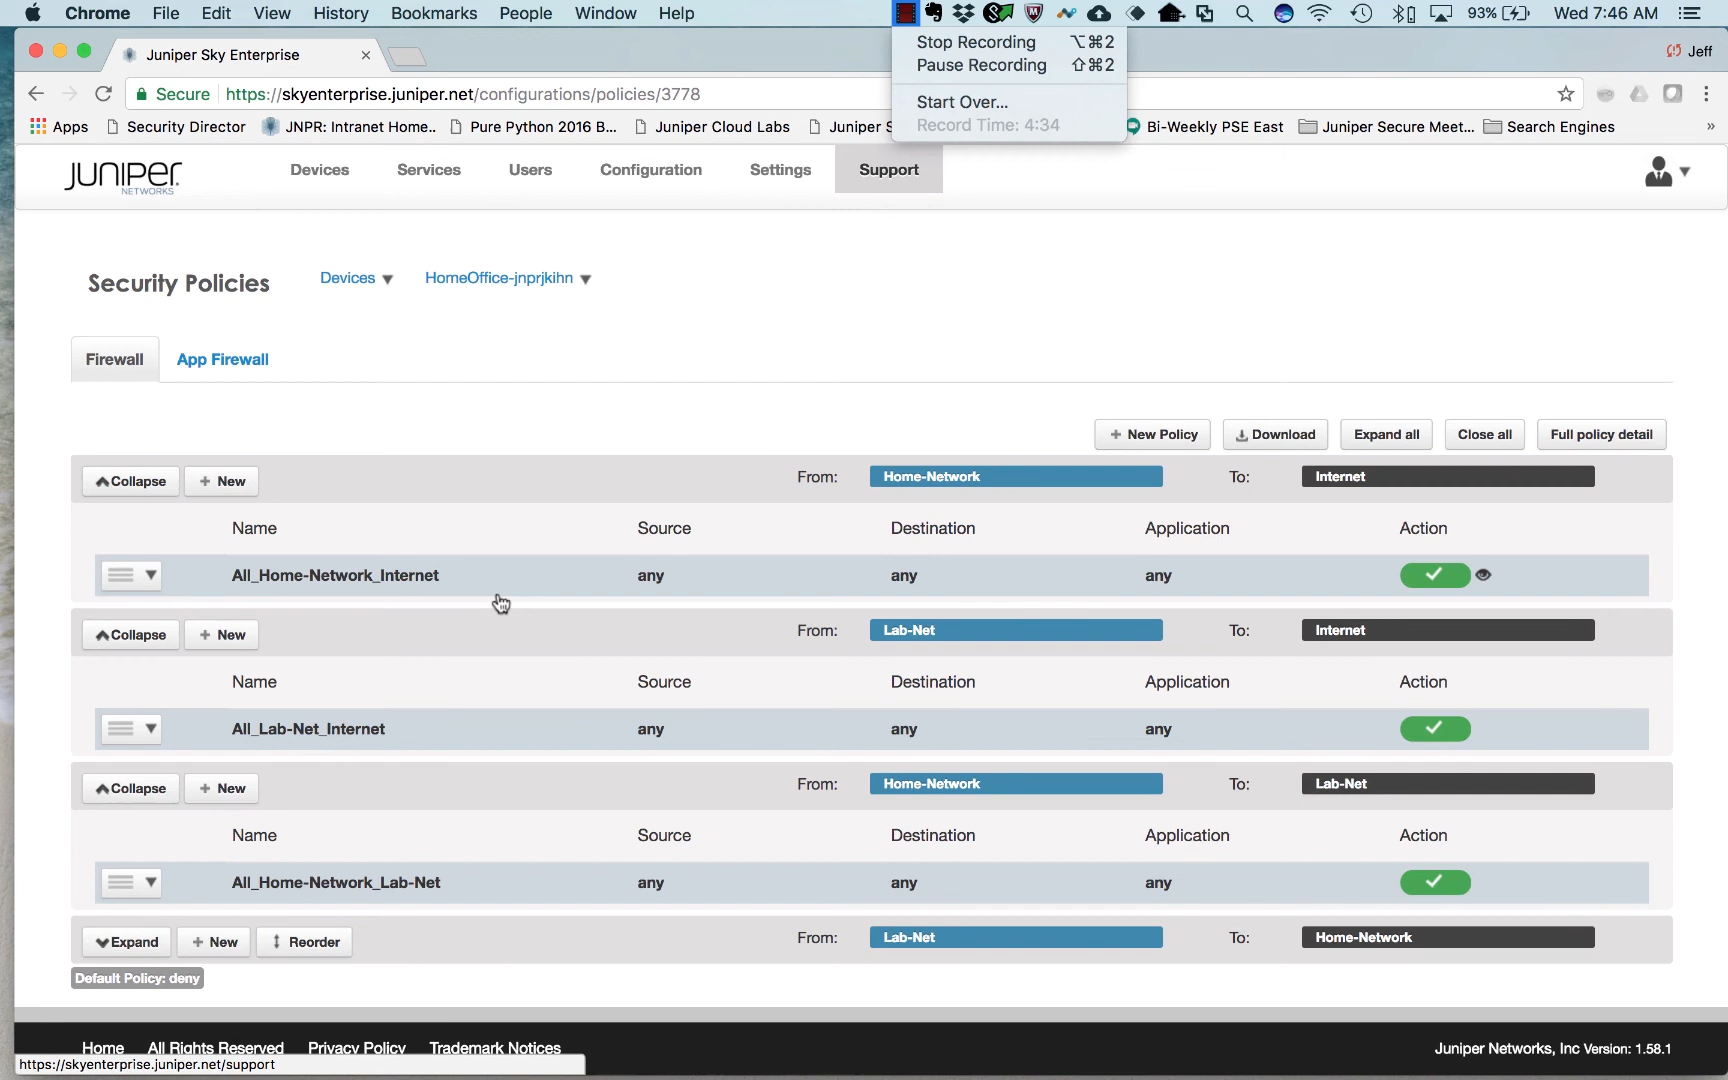 Chrome File Edit View History Bookmarks People Window Help 93% Wed 7:46 AM
Stop Recording ⌥⌘2
Pause Recording ⇧⌘2
Start Over...
Record Time: 4:34
Juniper Sky Enterprise Jeff
Secure https://skyenterprise.juniper.net/configurations/policies/3778
Apps Security Director JNPR: Intranet Home.. Pure Python 2016 B... Juniper Cloud Labs Juniper S Bi-Weekly PSE East Juniper Secure Meet... Search Engines »
JUNIPER NETWORKS
Devices Services Users Configuration Settings Support
Security Policies Devices HomeOffice-jnprjkihn
Firewall App Firewall
+ New Policy Download Expand all Close all Full policy detail
Collapse + New From: Home-Network To: Internet
Name Source Destination Application Action
All_Home-Network_Internet any any any
Collapse + New From: Lab-Net To: Internet
Name Source Destination Application Action
All_Lab-Net_Internet any any any
Collapse + New From: Home-Network To: Lab-Net
Name Source Destination Application Action
All_Home-Network_Lab-Net any any any
Expand + New Reorder From: Lab-Net To: Home-Network
Default Policy: deny
Home All Rights Reserved Privacy Policy Trademark Notices Juniper Networks, Inc Version: 1.58.1
https://skyenterprise.juniper.net/support